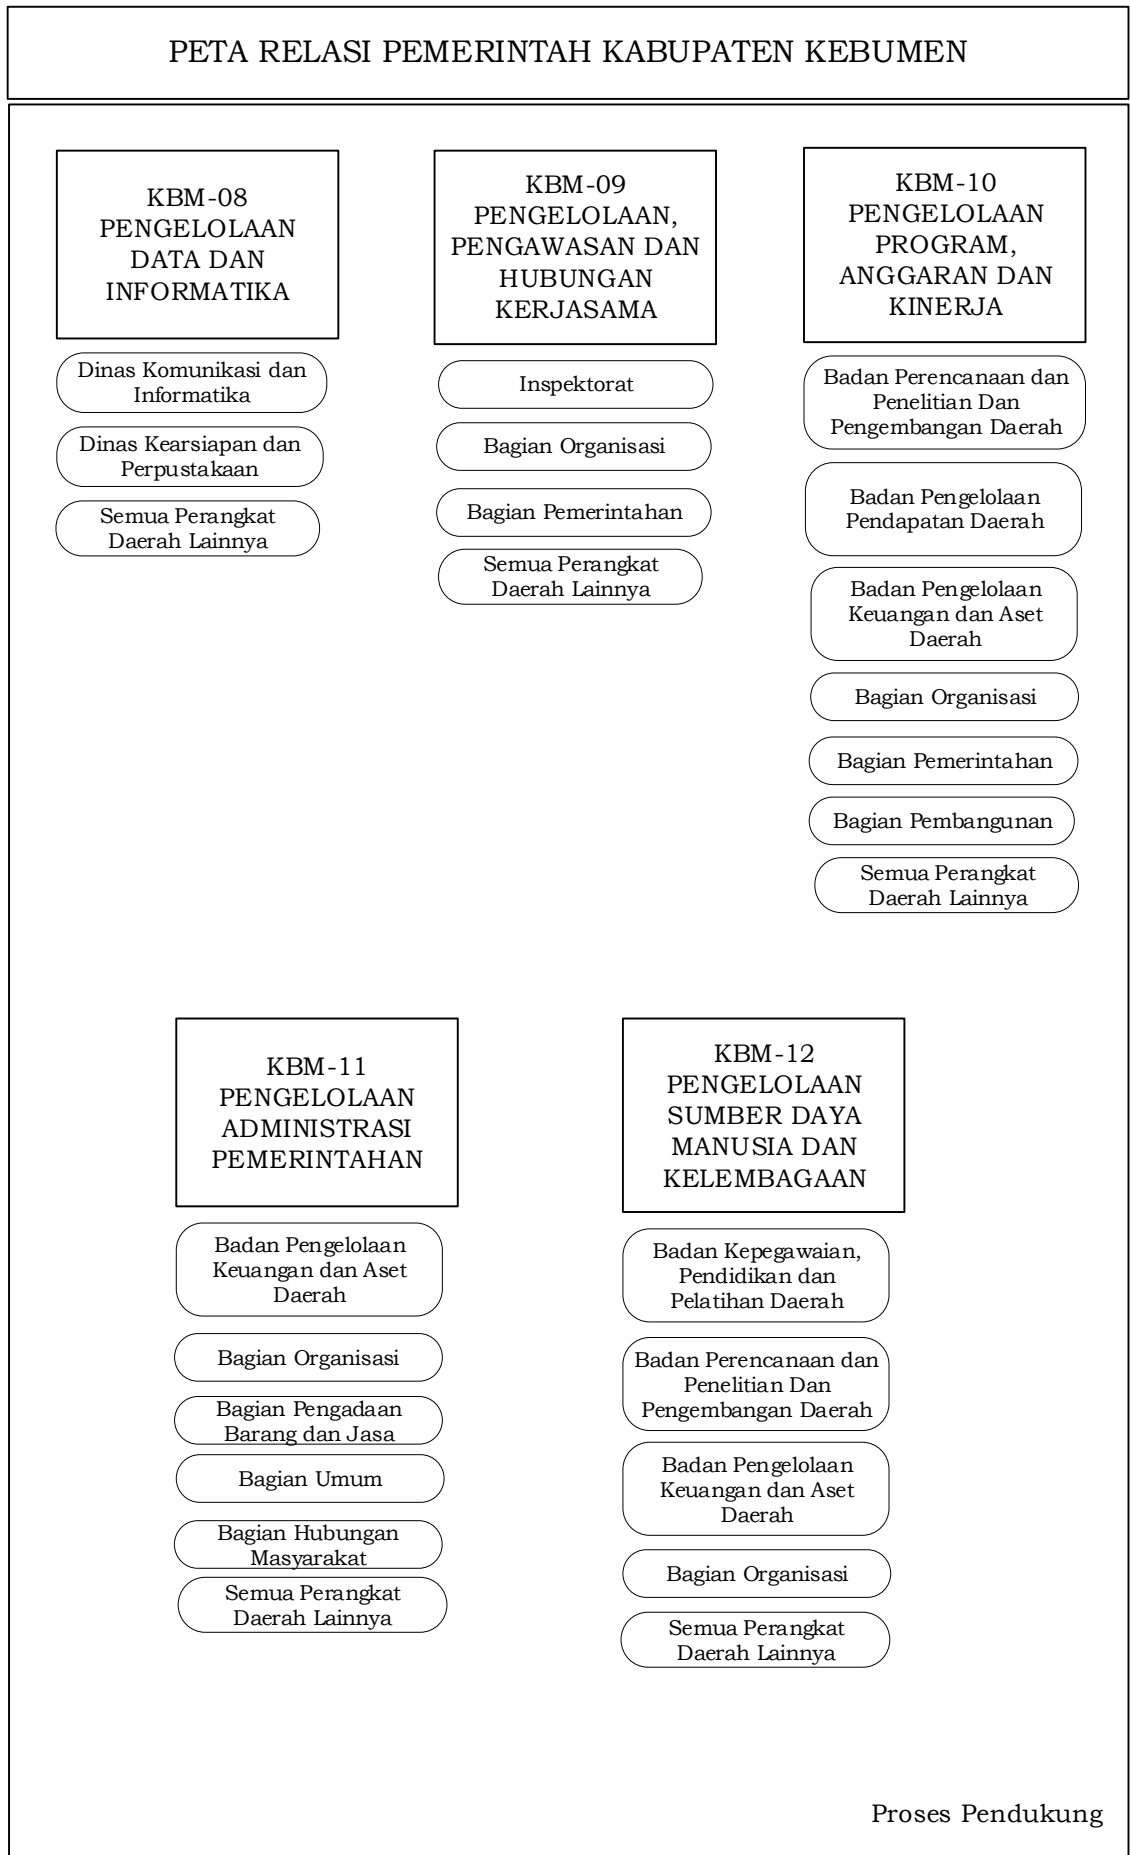 PETA RELASI PEMERINTAH KABUPATEN KEBUMEN
KBM-08
PENGELOLAAN
DATA DAN
INFORMATIKA
Dinas Komunikasi dan
Informatika
Dinas Kearsiapan dan
Perpustakaan
Semua Perangkat
Daerah Lainnya
KBM-09
PENGELOLAAN,
PENGAWASAN DAN
HUBUNGAN
KERJASAMA
Inspektorat
Bagian Organisasi
Bagian Pemerintahan
Semua Perangkat
Daerah Lainnya
KBM-10
PENGELOLAAN
PROGRAM,
ANGGARAN DAN
KINERJA
Badan Perencanaan dan
Penelitian Dan
Pengembangan Daerah
Badan Pengelolaan
Pendapatan Daerah
Badan Pengelolaan
Keuangan dan Aset
Daerah
Bagian Organisasi
Bagian Pemerintahan
Bagian Pembangunan
Semua Perangkat
Daerah Lainnya
KBM-11
PENGELOLAAN
ADMINISTRASI
PEMERINTAHAN
Badan Pengelolaan
Keuangan dan Aset
Daerah
Bagian Organisasi
Bagian Pengadaan
Barang dan Jasa
Bagian Umum
Bagian Hubungan
Masyarakat
Semua Perangkat
Daerah Lainnya
KBM-12
PENGELOLAAN
SUMBER DAYA
MANUSIA DAN
KELEMBAGAAN
Badan Kepegawaian,
Pendidikan dan
Pelatihan Daerah
Badan Perencanaan dan
Penelitian Dan
Pengembangan Daerah
Badan Pengelolaan
Keuangan dan Aset
Daerah
Bagian Organisasi
Semua Perangkat
Daerah Lainnya
Proses Pendukung